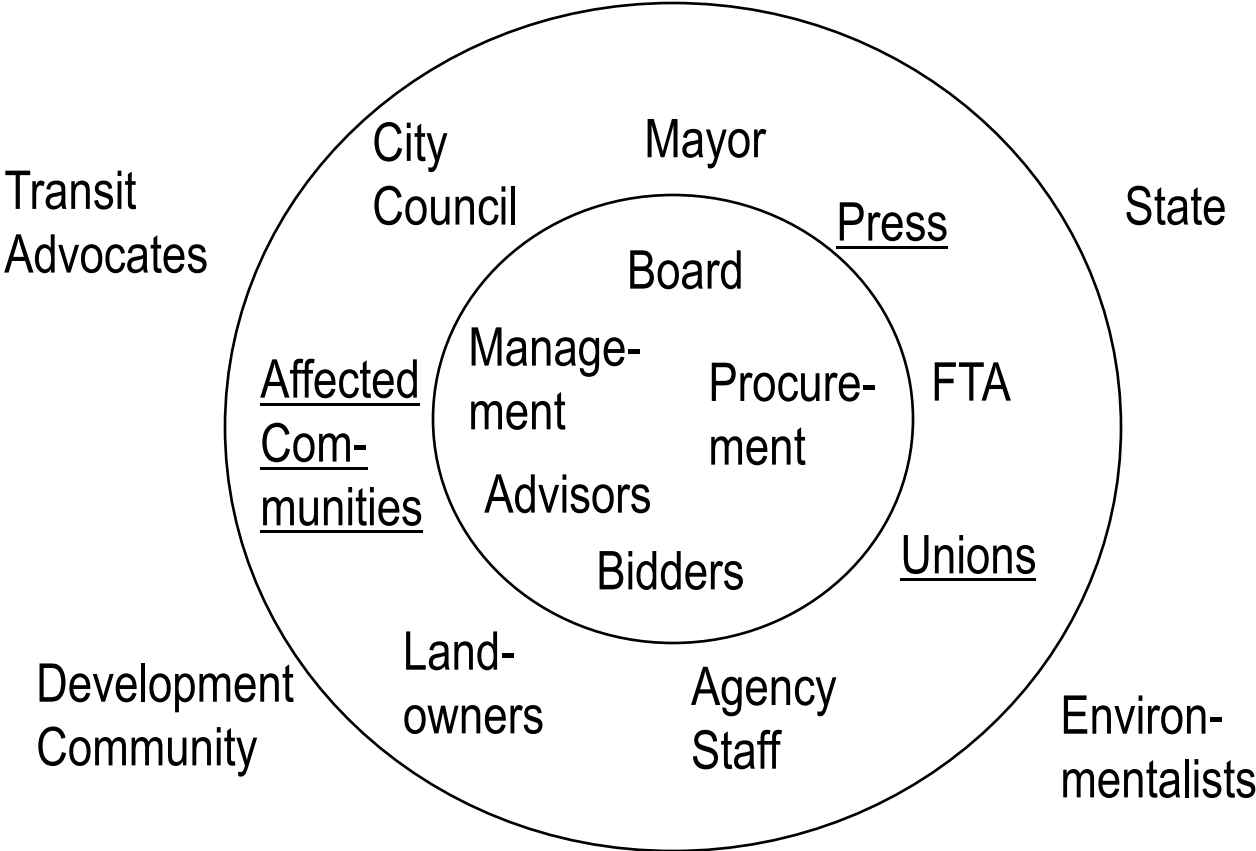 City
Council
Mayor
Transit
Advocates
State
Press
Board
Manage-
ment
Procure-
ment
Affected
Com-
munities
FTA
Advisors
Bidders
Unions
Land-
owners
Agency
Staff
Development
Community
Environ-
mentalists